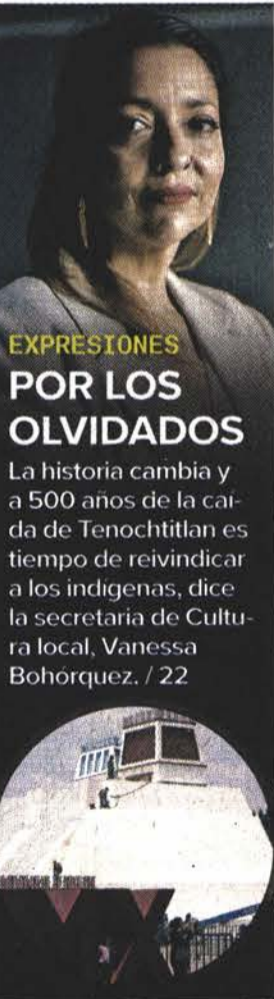 EXPRESIONES
POR LOS
OLVIDADOS
La historia cambia y
a 500 años de la caí-
da de Tenochtitlan es
tiempo de reivindicar
a los indígenas, dice
la secretaria de Cultu-
ra local, Vanessa
Bohórquez. / 22